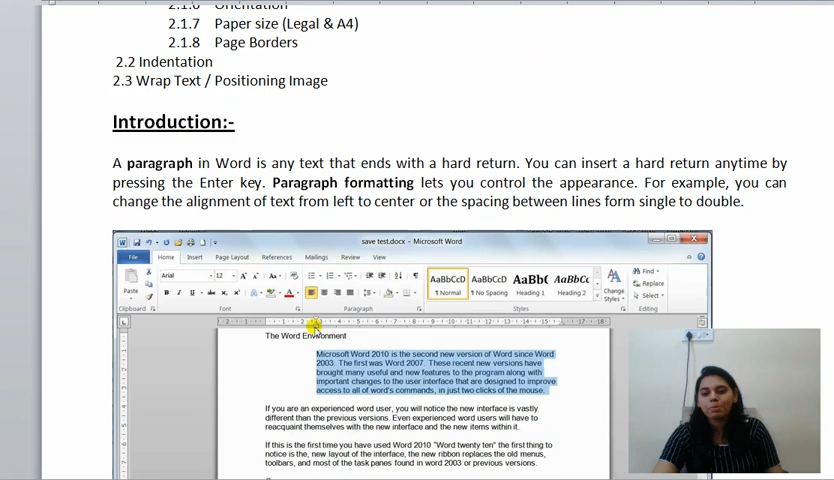 2.1.6 Orientation
2.1.7 Paper size (Legal & A4)
2.1.8 Page Borders
2.2 Indentation
2.3 Wrap Text / Positioning Image
Introduction:-
A paragraph in Word is any text that ends with a hard return. You can insert a hard return anytime by
pressing the Enter key. Paragraph formatting lets you control the appearance. For example, you can
change the alignment of text from left to center or the spacing between lines form single to double.
save test.docx - Microsoft Word
File Home Insert Page Layout References Mailings Review View
Arial 12
Paste
AaBbCcD AaBbCcD AaBb( AaBbCc
¶ Normal ¶ No Spacing Heading 1 Heading 2
Change
Styles
Find
Replace
Select
Clipboard Font Paragraph Styles Editing
The Word Environment
Microsoft Word 2010 is the second new version of Word since Word
2003. The first was Word 2007. These recent new versions have
brought many useful and new features to the program along with
important changes to the user interface that are designed to improve
access to all of word's commands, in just two clicks of the mouse.
If you are an experienced word user, you will notice the new interface is vastly
different than the previous versions. Even experienced word users will have to
reacquaint themselves with the new interface and the new items within it.
If this is the first time you have used Word 2010 "Word twenty ten" the first thing to
notice is the, new layout of the interface, the new ribbon replaces the old menus,
toolbars, and most of the task panes found in word 2003 or previous versions.